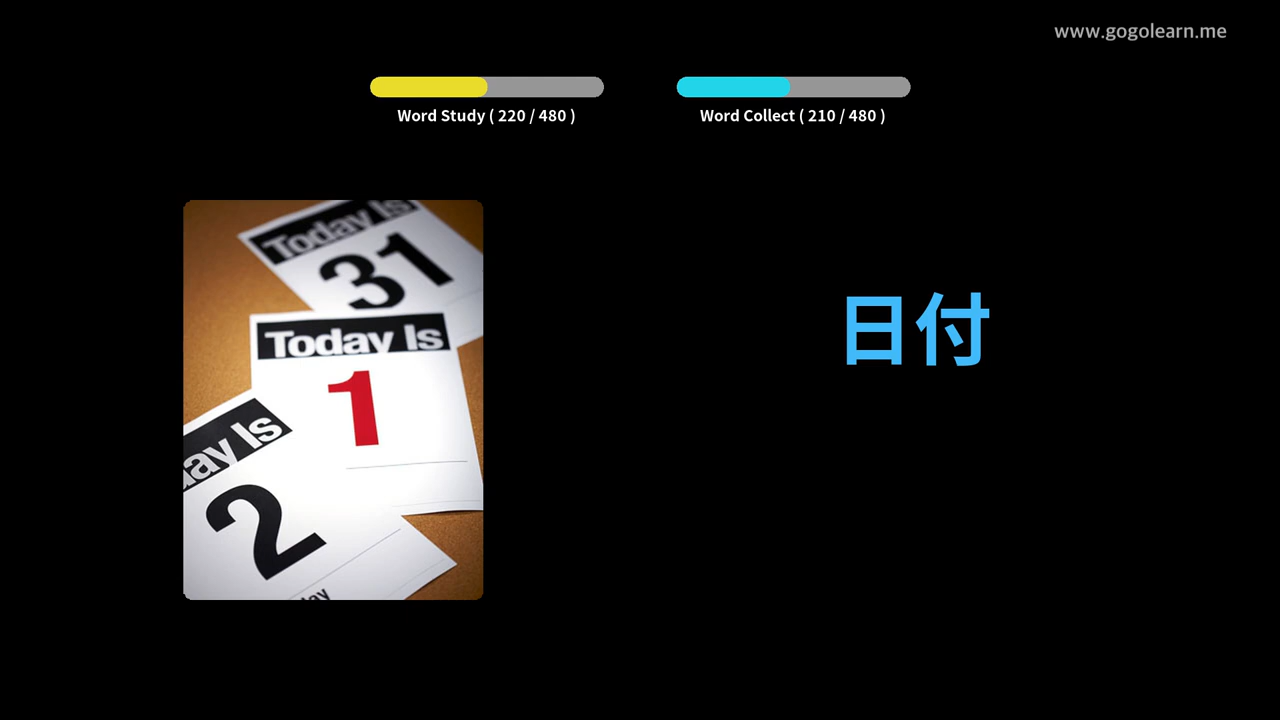 www.gogolearn.me
Word Study ( 220 / 480 )
Word Collect ( 210 / 480 )
Today Is
31
Today Is
1
ay Is
2
日付